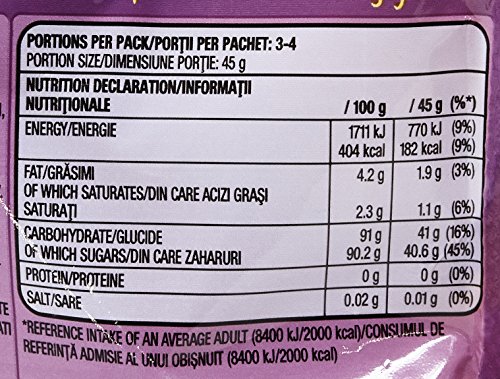 PORTIONS PER PACK/PORȚII PER PACHET: 3-4
PORTION SIZE/DIMENSIUNE PORȚIE: 45 g
NUTRITION DECLARATION/INFORMAȚII
NUTRIȚIONALE / 100 g / 45 g (%*)
ENERGY/ENERGIE 1711 kJ 770 kJ (9%)
404 kcal 182 kcal (9%)
FAT/GRĂSIMI 4.2 g 1.9 g (3%)
OF WHICH SATURATES/DIN CARE ACIZI GRAȘI
SATURAȚI 2.3 g 1.1 g (6%)
CARBOHYDRATE/GLUCIDE 91 g 41 g (16%)
OF WHICH SUGARS/DIN CARE ZAHARURI 90.2 g 40.6 g (45%)
PROTEIN/PROTEINE 0 g 0 g (0%)
SALT/SARE 0.02 g 0.01 g (0%)
*REFERENCE INTAKE OF AN AVERAGE ADULT (8400 kJ/2000 kcal)/CONSUMUL DE
REFERINȚĂ ADMISIE AL UNUI OBIȘNUIT (8400 kJ/2000 kcal)